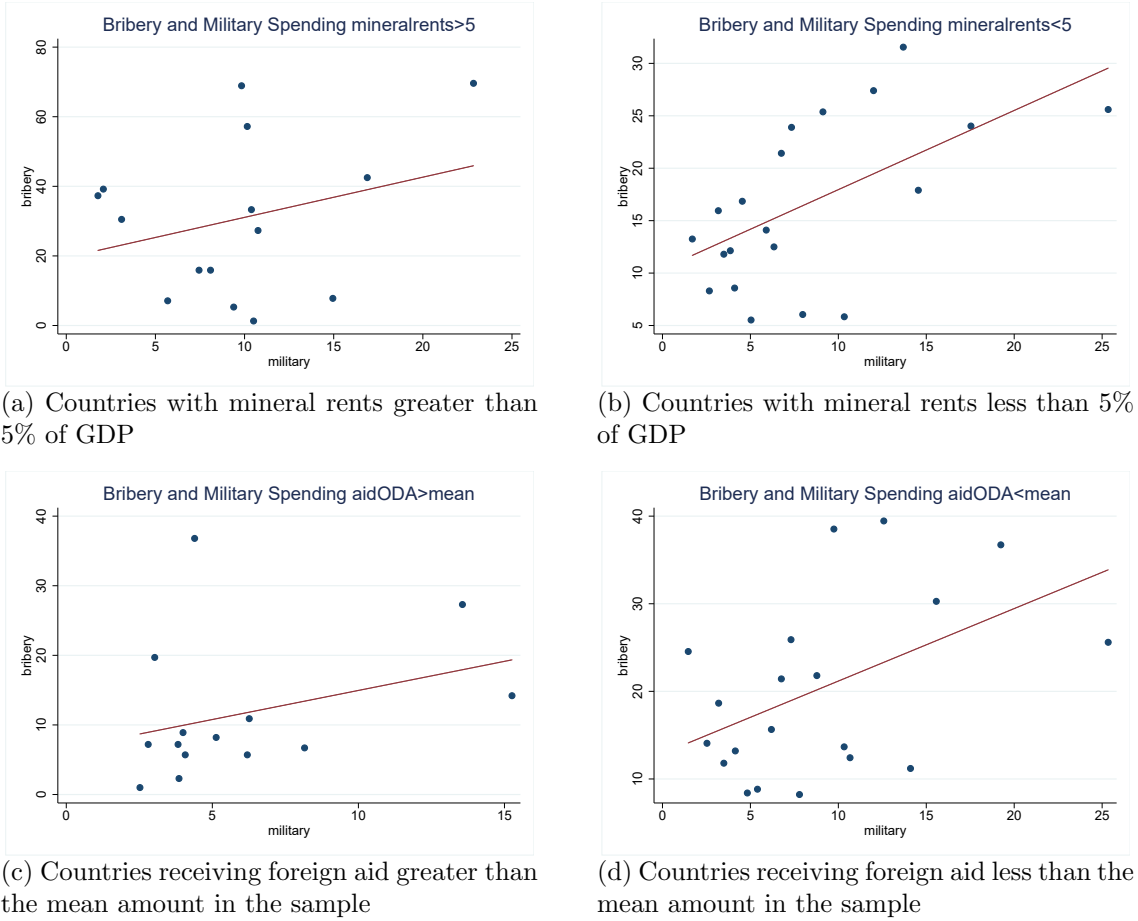 Bribery and Military Spending mineralrents>5
80
60
40
20
0
bribery
0 5 10 15 20 25
military
(a) Countries with mineral rents greater than
5% of GDP
Bribery and Military Spending mineralrents<5
30
25
20
15
10
5
bribery
0 5 10 15 20 25
military
(b) Countries with mineral rents less than 5%
of GDP
Bribery and Military Spending aidODA>mean
40
30
20
10
0
bribery
0 5 10 15
military
(c) Countries receiving foreign aid greater than
the mean amount in the sample
Bribery and Military Spending aidODA<mean
40
30
20
10
bribery
0 5 10 15 20 25
military
(d) Countries receiving foreign aid less than the
mean amount in the sample